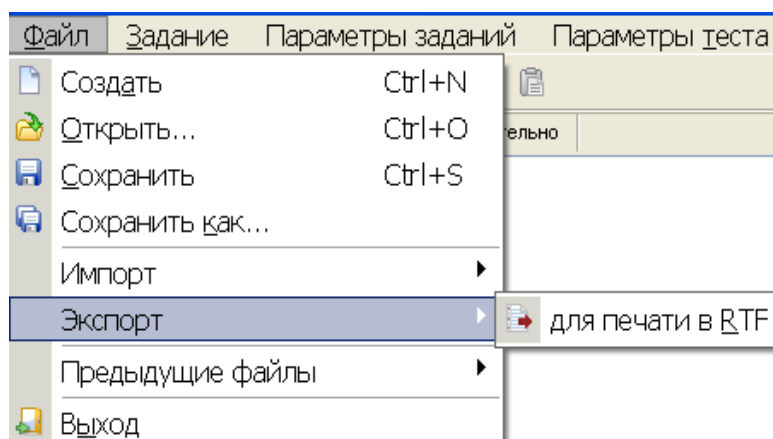 Файл Задание Параметры заданий Параметры теста
Создать Ctrl+N
Открыть... Ctrl+O
тельно
Сохранить Ctrl+S
Сохранить как...
Импорт
Экспорт для печати в RTF
Предыдущие файлы
Выход